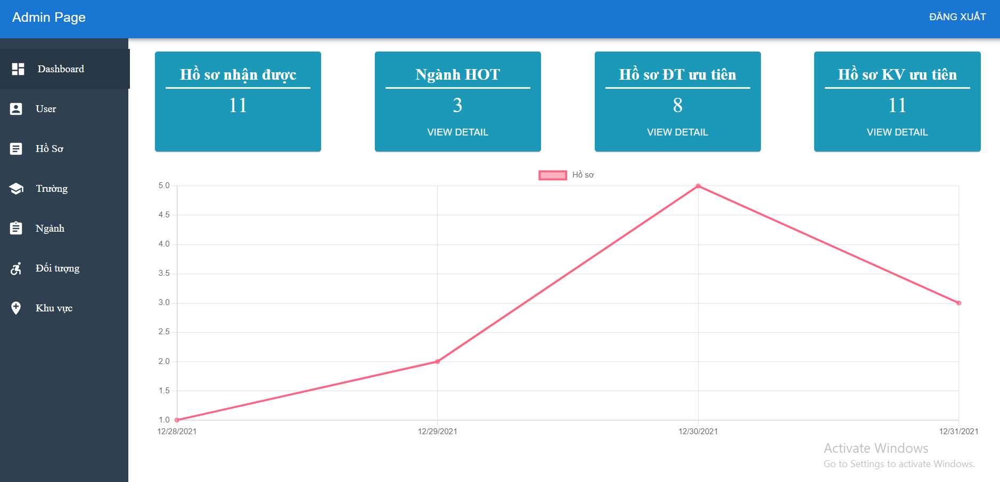 Admin Page
ĐĂNG XUẤT
Dashboard
User
Hồ Sơ
Trường
Ngành
Đối tượng
Khu vực
Hồ sơ nhận được
11
Ngành HOT
3
VIEW DETAIL
Hồ sơ ĐT ưu tiên
8
VIEW DETAIL
Hồ sơ KV ưu tiên
11
VIEW DETAIL
Hồ sơ
5.0
4.5
4.0
3.5
3.0
2.5
2.0
1.5
1.0
12/28/2021
12/29/2021
12/30/2021
12/31/2021
Activate Windows
Go to Settings to activate Windows.